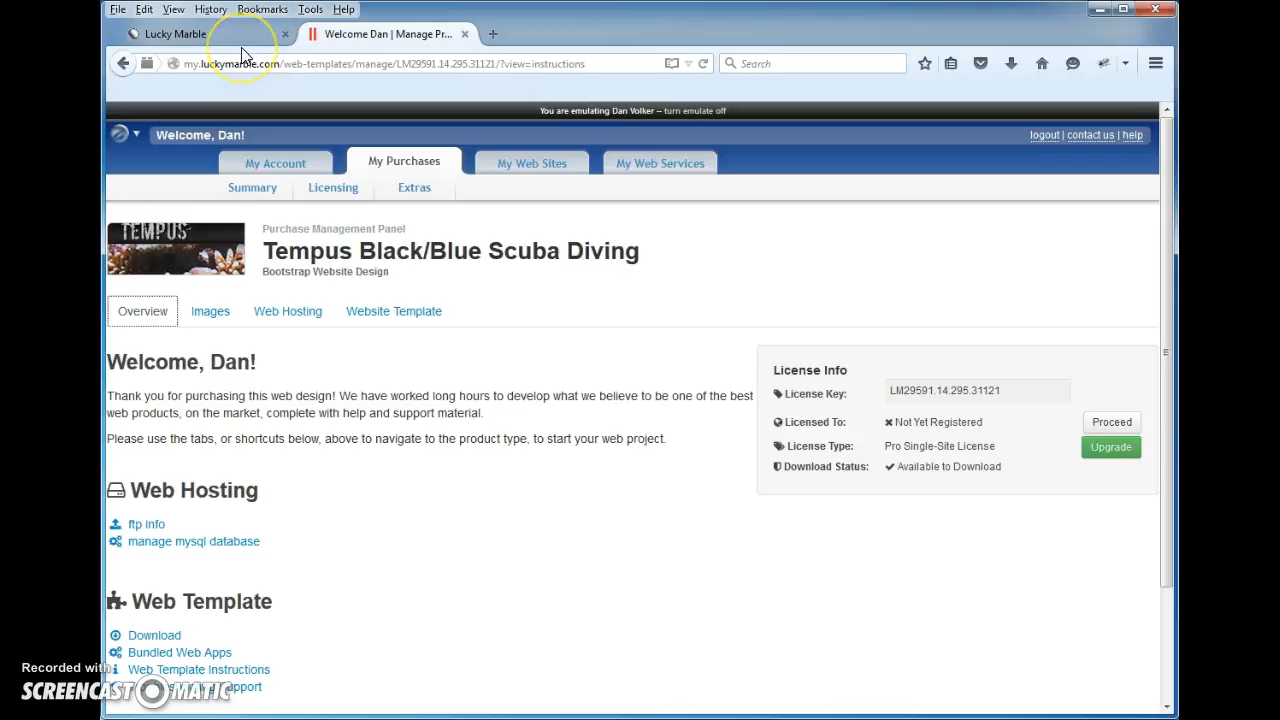 File Edit View History Bookmarks Tools Help
Lucky Marble
Welcome Dan | Manage Pr...
my.luckymarble.com/web-templates/manage/LM29591.14.295.31121/?view=instructions
Search
You are emulating Dan Volker -- turn emulate off
Welcome, Dan!
logout | contact us | help
My Account My Purchases My Web Sites My Web Services
Summary Licensing Extras
TEMPUS
Purchase Management Panel
Tempus Black/Blue Scuba Diving
Bootstrap Website Design
Overview Images Web Hosting Website Template
Welcome, Dan!
Thank you for purchasing this web design! We have worked long hours to develop what we believe to be one of the best
web products, on the market, complete with help and support material.
Please use the tabs, or shortcuts below, above to navigate to the product type, to start your web project.
License Info
License Key: LM29591.14.295.31121
Licensed To: Not Yet Registered Proceed
License Type: Pro Single-Site License Upgrade
Download Status: Available to Download
Web Hosting
ftp info
manage mysql database
Web Template
Download
Bundled Web Apps
Web Template Instructions
support
Recorded with
SCREENCAST-O-MATIC